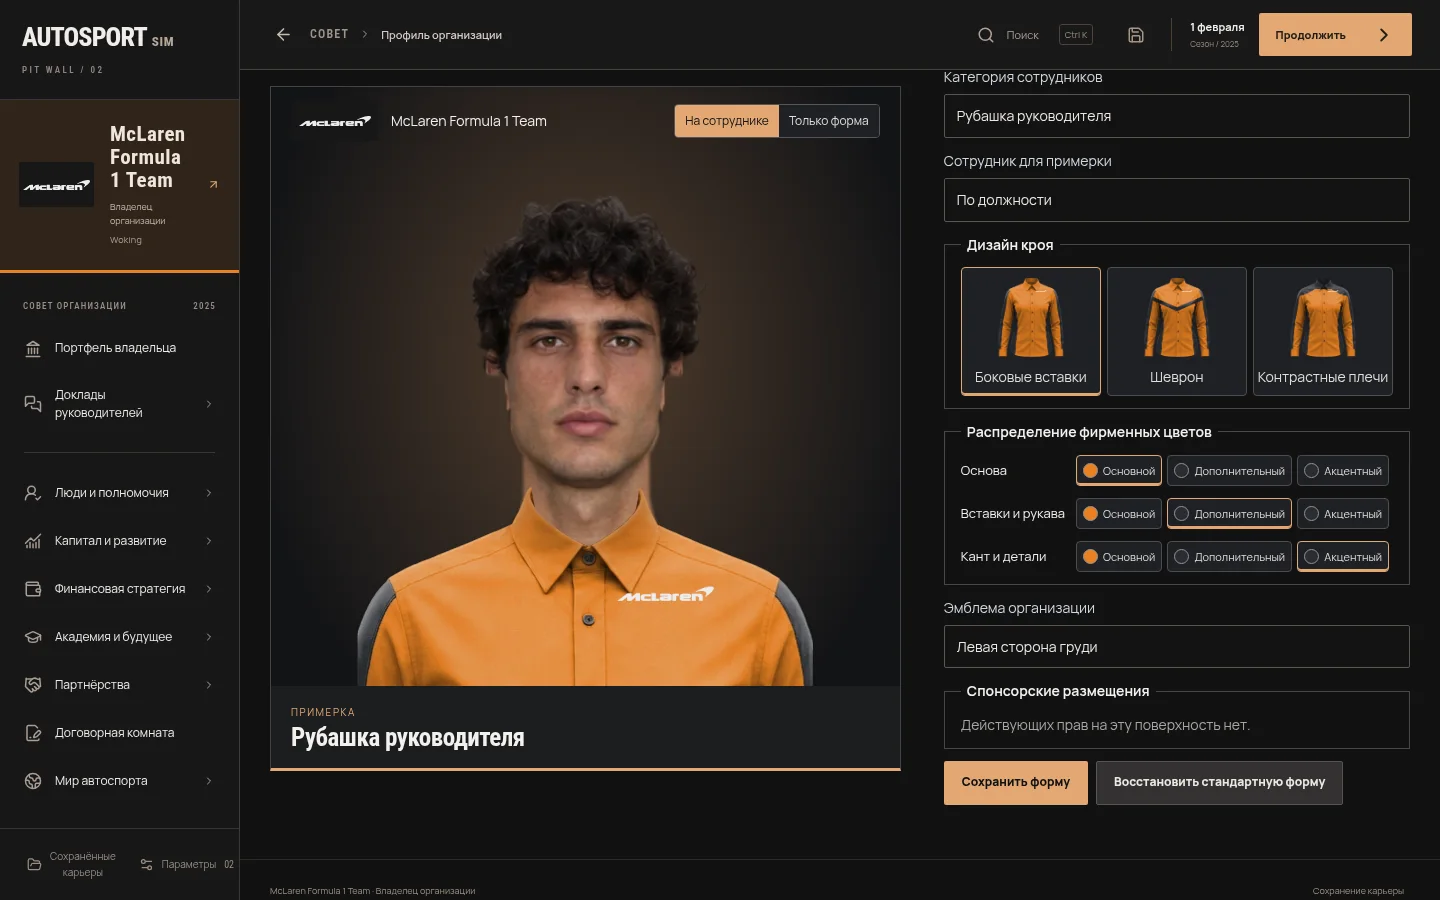 AUTOSPORT SIM
PIT WALL / 02
McLaren
McLaren
Formula
1 Team
Владелец
организации
Woking
СОВЕТ ОРГАНИЗАЦИИ 2025
Портфель владельца
Доклады
руководителей
Люди и полномочия
Капитал и развитие
Финансовая стратегия
Академия и будущее
Партнёрства
Договорная комната
Мир автоспорта
Сохранённые
карьеры
Параметры 02
СОВЕТ
Профиль организации
Поиск Ctrl K
1 февраля
Сезон / 2025
Продолжить
McLaren McLaren Formula 1 Team
На сотруднике Только форма
McLaren
ПРИМЕРКА
Рубашка руководителя
Категория сотрудников
Рубашка руководителя
Сотрудник для примерки
По должности
Дизайн кроя
Боковые вставки Шеврон Контрастные плечи
Распределение фирменных цветов
Основа Основной Дополнительный Акцентный
Вставки и рукава Основной Дополнительный Акцентный
Кант и детали Основной Дополнительный Акцентный
Эмблема организации
Левая сторона груди
Спонсорские размещения
Действующих прав на эту поверхность нет.
Сохранить форму Восстановить стандартную форму
McLaren Formula 1 Team · Владелец организации
Сохранение карьеры